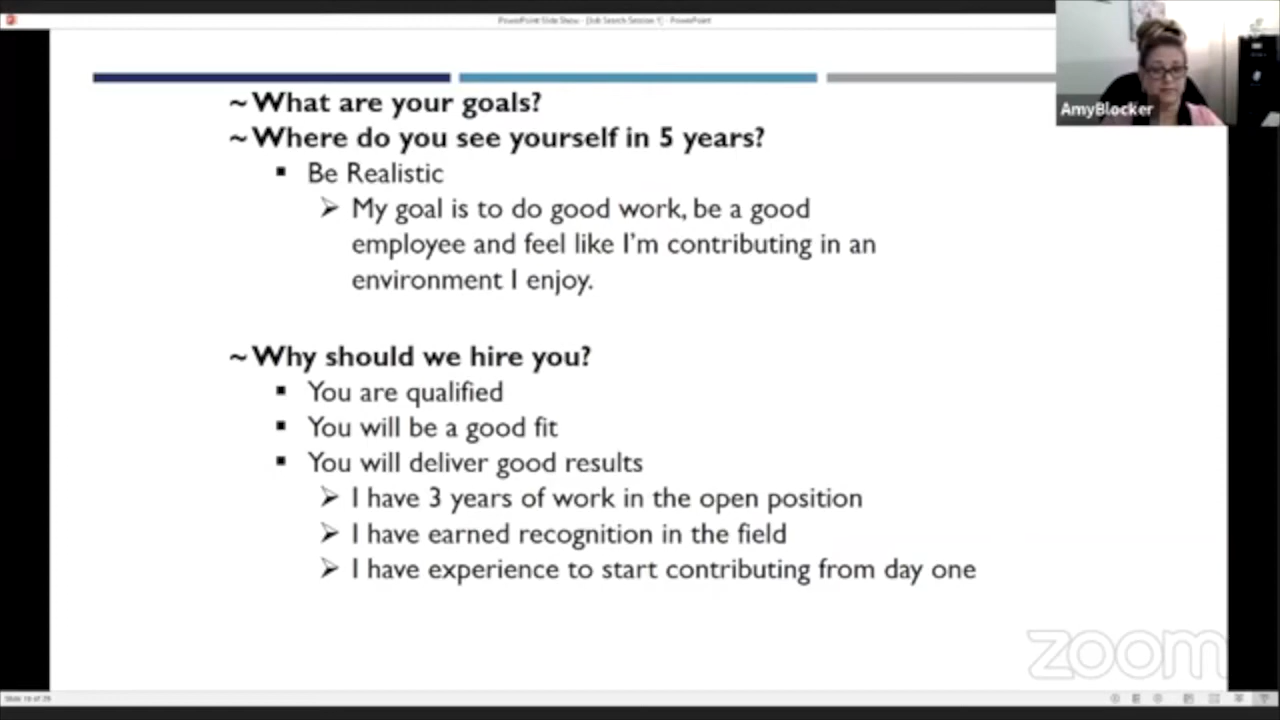 PowerPoint Slide Show - [Job Search Session 1] - PowerPoint
AmyBlocker
~ What are your goals?
~ Where do you see yourself in 5 years?
▪ Be Realistic
➢ My goal is to do good work, be a good
employee and feel like I'm contributing in an
environment I enjoy.
~ Why should we hire you?
▪ You are qualified
▪ You will be a good fit
▪ You will deliver good results
➢ I have 3 years of work in the open position
➢ I have earned recognition in the field
➢ I have experience to start contributing from day one
zoom
Slide 16 of 26